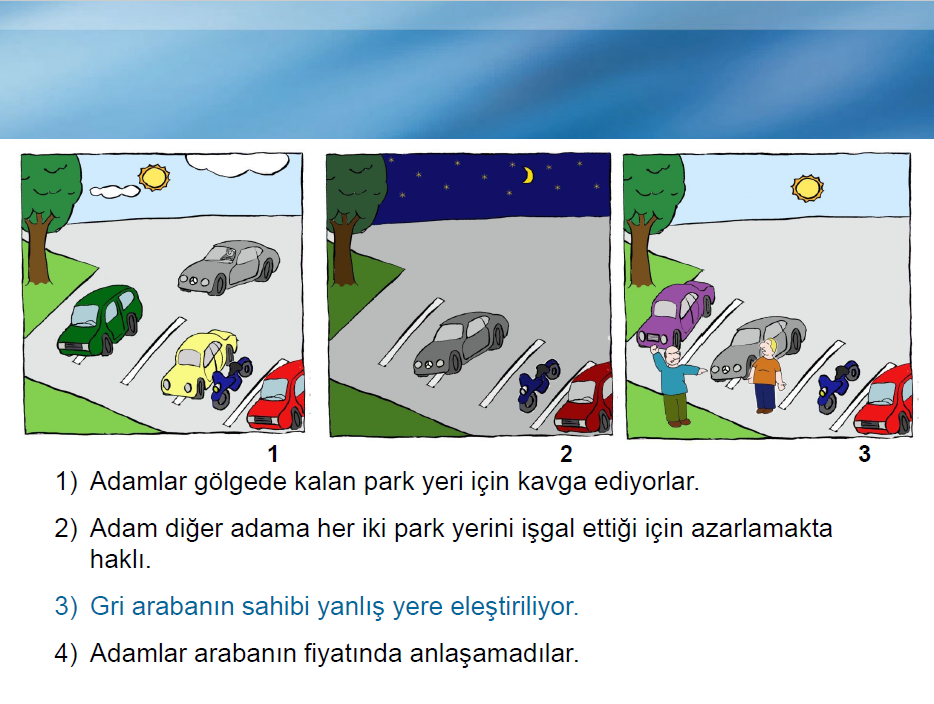 1 2 3
1) Adamlar gölgede kalan park yeri için kavga ediyorlar.
2) Adam diğer adama her iki park yerini işgal ettiği için azarlamakta
haklı.
3) Gri arabanın sahibi yanlış yere eleştiriliyor.
4) Adamlar arabanın fiyatında anlaşamadılar.